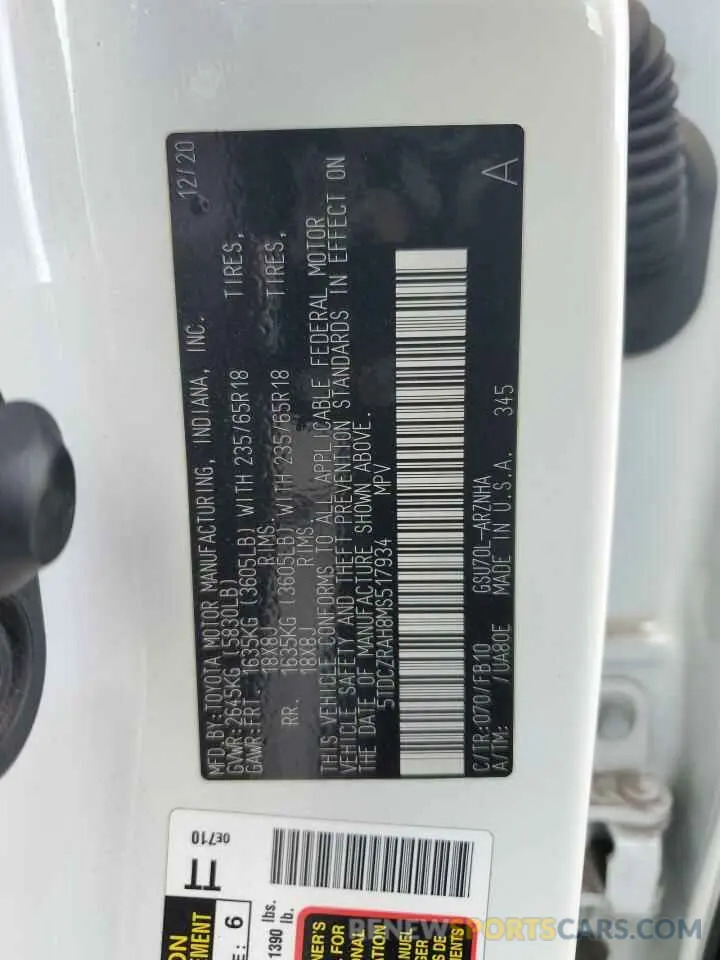 12/20
MFD. BY: TOYOTA MOTOR MANUFACTURING, INDIANA, INC.
GVWR: 2645KG ( 5830LB)
GAWR: FRT. 1635KG (3605LB) WITH 235/65R18 TIRES,
18X8J RIMS.
RR. 1635KG (3605LB) WITH 235/65R18 TIRES,
18X8J RIMS.
THIS VEHICLE CONFORMS TO ALL APPLICABLE FEDERAL MOTOR
VEHICLE SAFETY AND THEFT PREVENTION STANDARDS IN EFFECT ON
THE DATE OF MANUFACTURE SHOWN ABOVE.
5TDCZRAH8MS517934 MPV
C/TR: 070/FB10 GSU70L-ARZNHA
A/TM: /UA80E MADE IN U.S.A. 345
A
0E710
TT
6
1390 lbs.
RENEWSPORTSCARS.COM